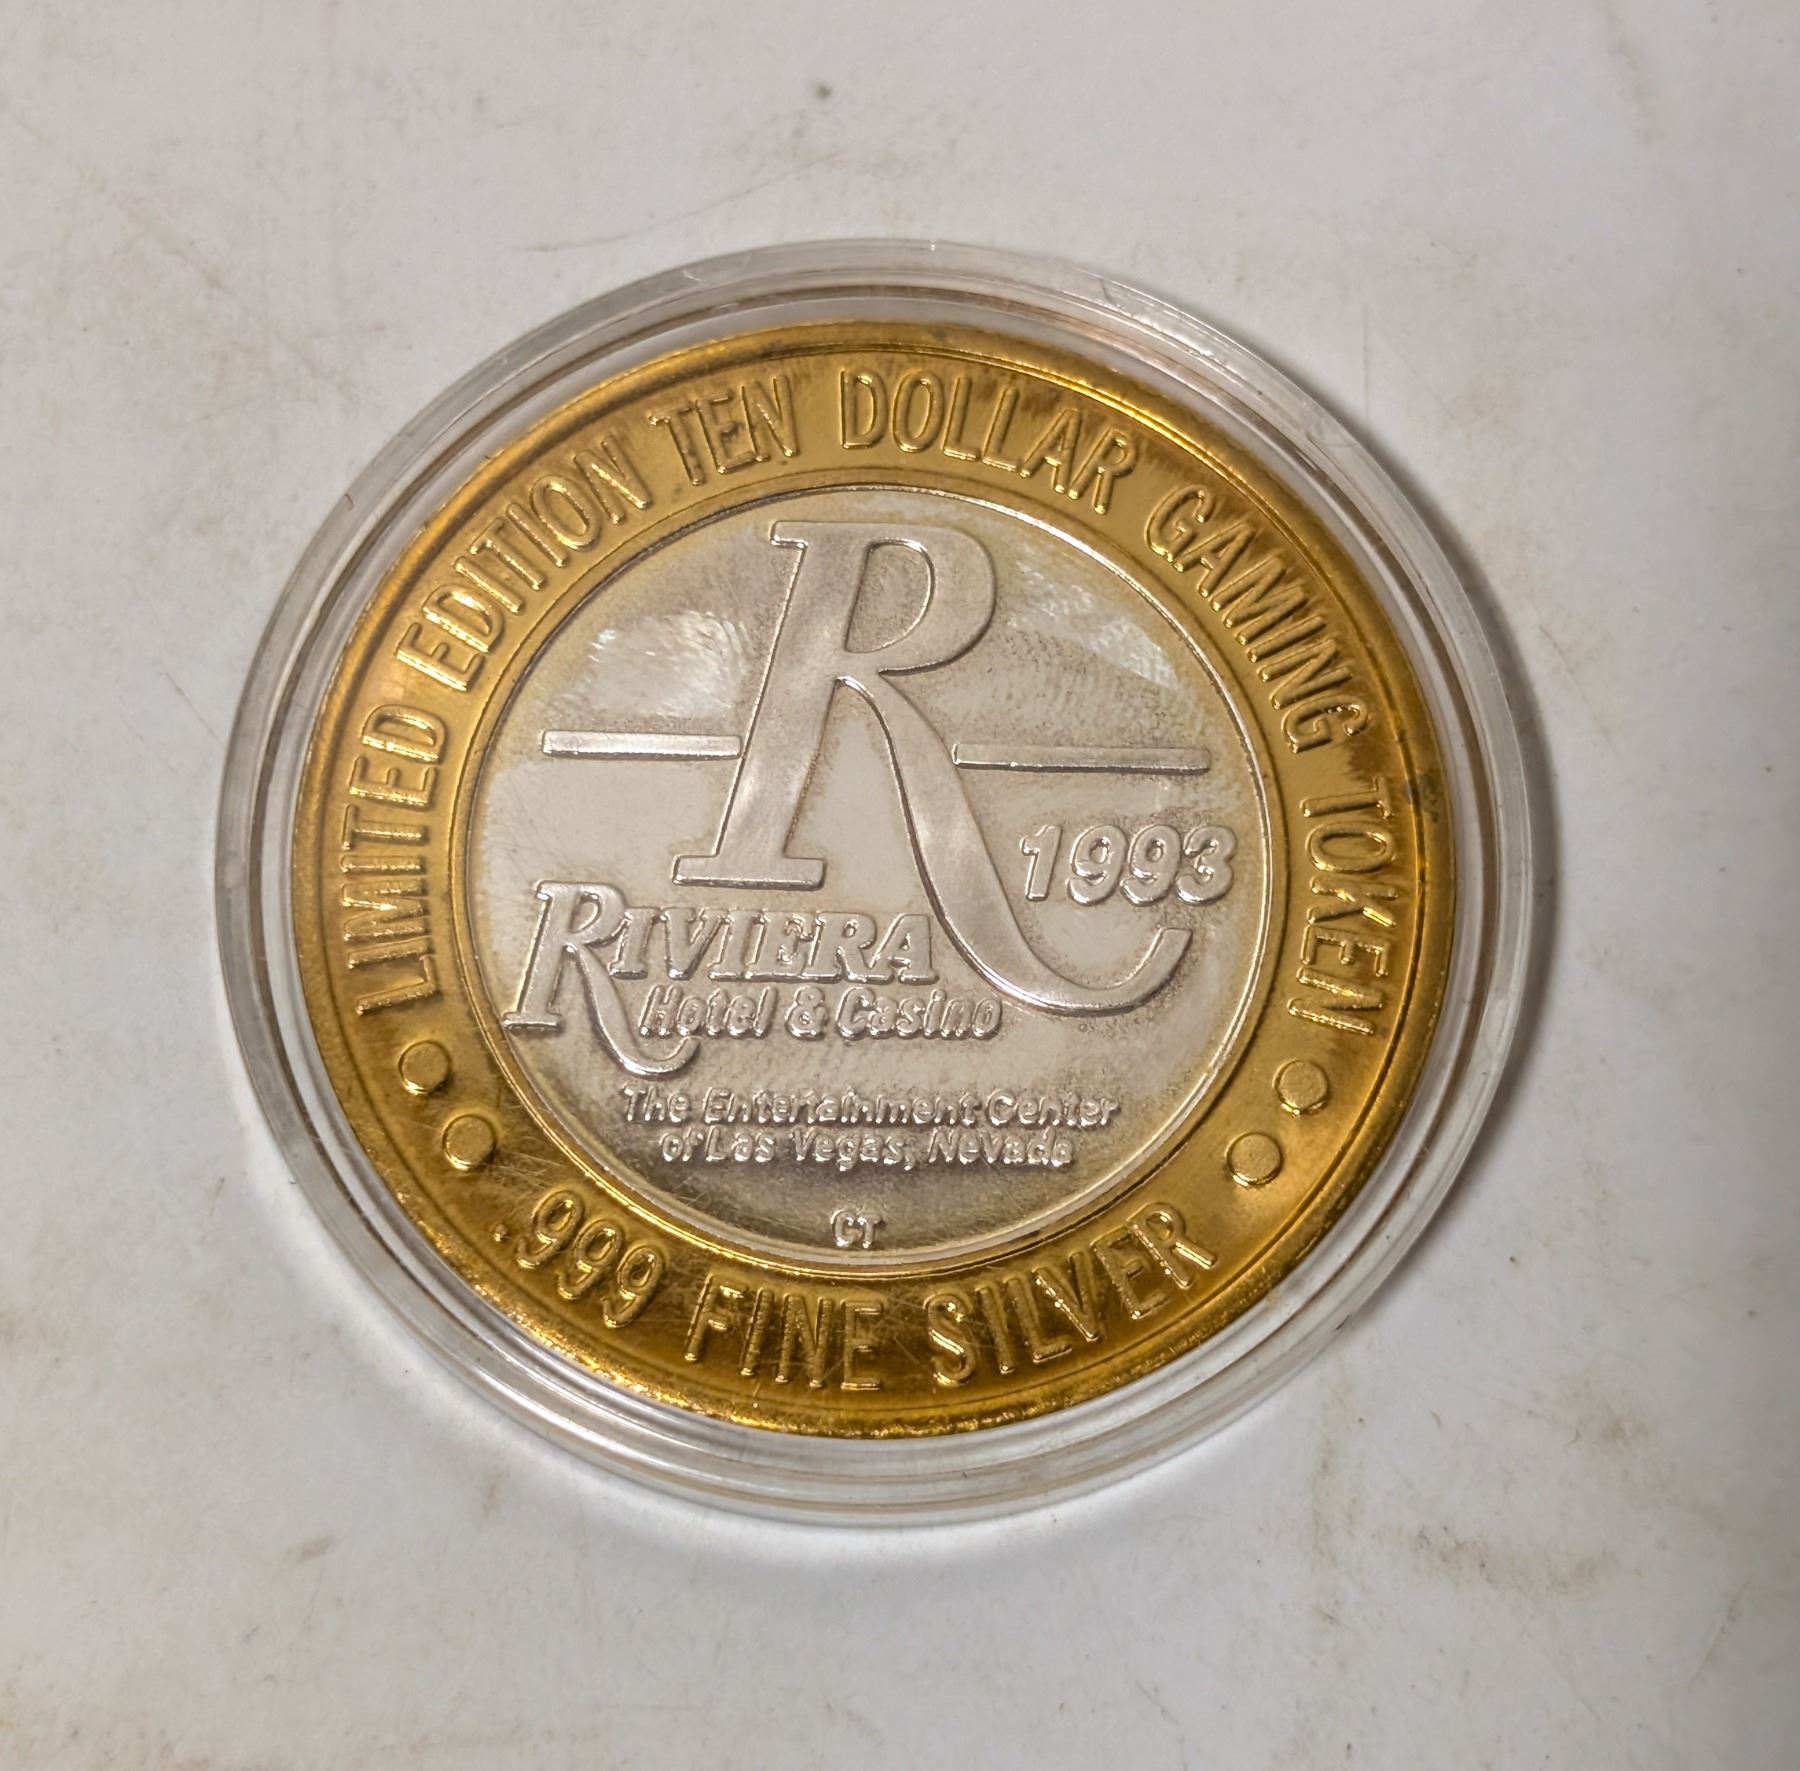 LIMITED EDITION TEN DOLLAR GAMING TOKEN
R
1993
RIVIERA
Hotel & Casino
The Entertainment Center
of Las Vegas, Nevada
CT
.999 FINE SILVER